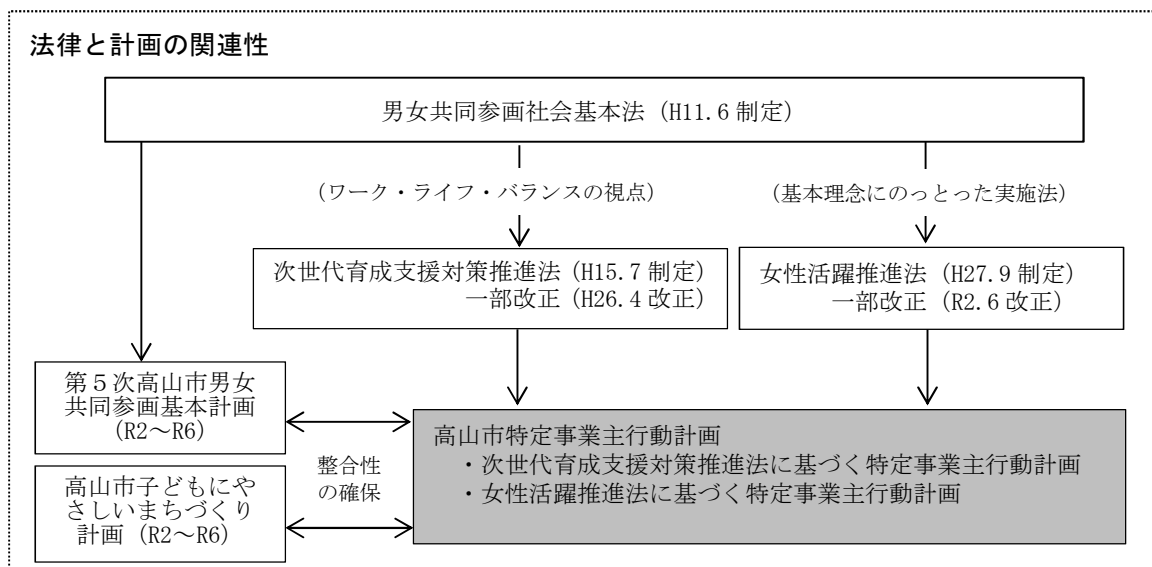 法律と計画の関連性
男女共同参画社会基本法（H11.6 制定）
（ワーク・ライフ・バランスの視点）
（基本理念にのっとった実施法）
次世代育成支援対策推進法（H15.7 制定）
一部改正（H26.4 改正）
女性活躍推進法（H27.9 制定）
一部改正（R2.6 改正）
第５次高山市男女
共同参画基本計画
（R2～R6）
整合性
の確保
高山市子どもにや
さしいまちづくり
計画（R2～R6）
高山市特定事業主行動計画
・次世代育成支援対策推進法に基づく特定事業主行動計画
・女性活躍推進法に基づく特定事業主行動計画